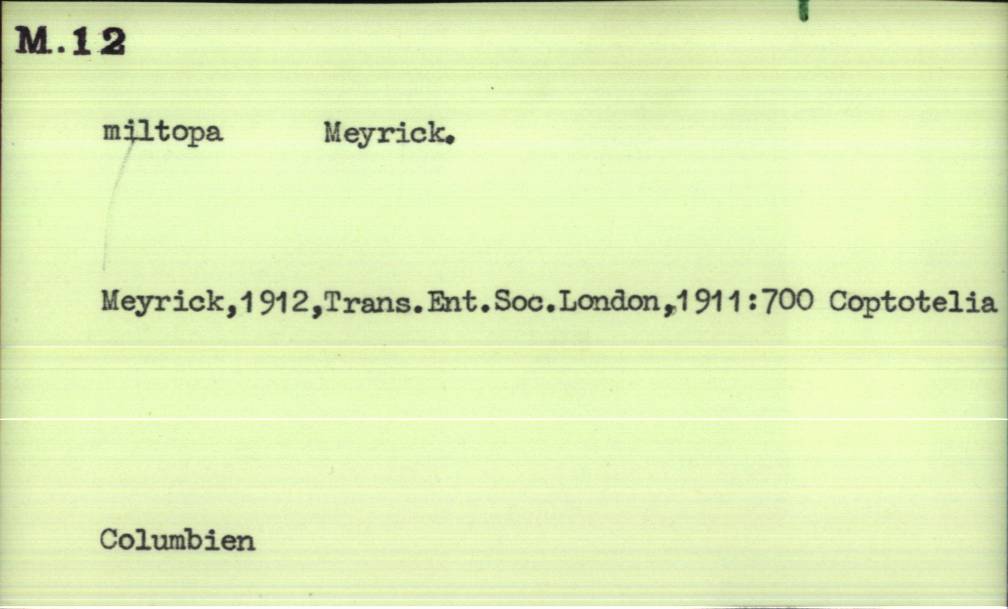 M.12
miltopa Meyrick.
Meyrick,1912,Trans.Ent.Soc.London,1911:700 Coptotelia
Columbien